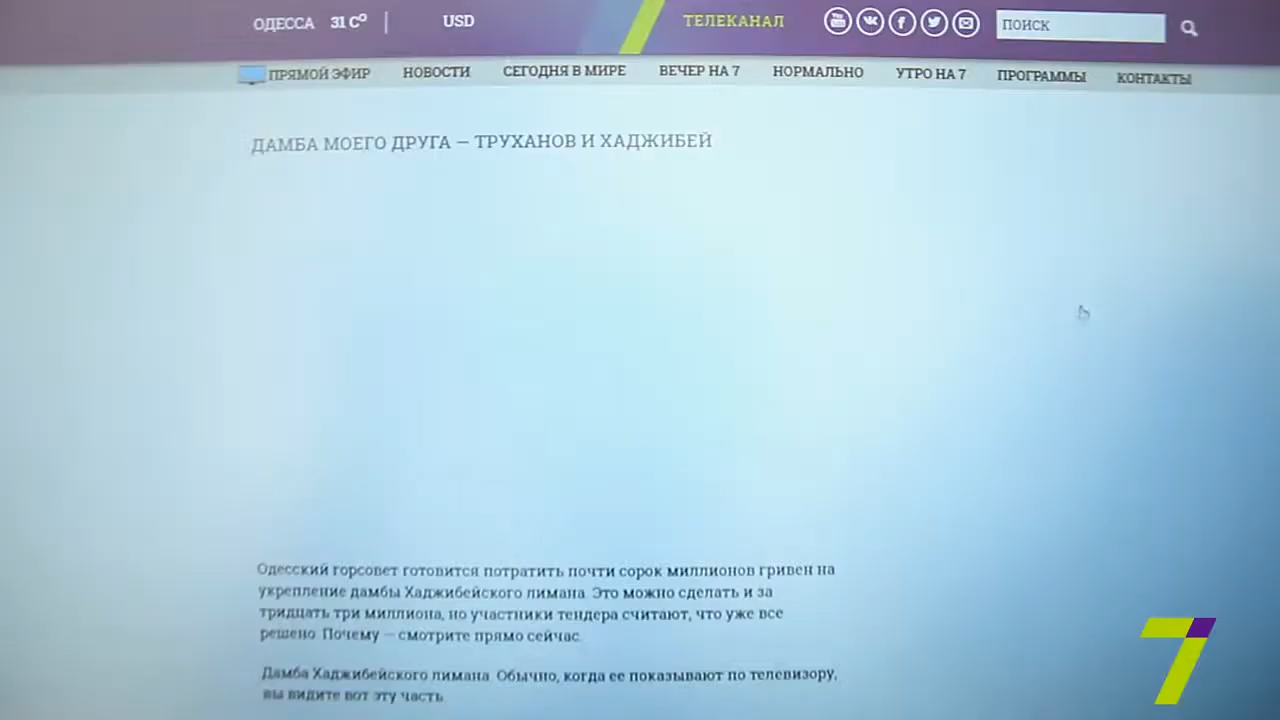 ОДЕССА 31 C° USD ТЕЛЕКАНАЛ ПОИСК
ПРЯМОЙ ЭФИР НОВОСТИ СЕГОДНЯ В МИРЕ ВЕЧЕР НА 7 НОРМАЛЬНО УТРО НА 7 ПРОГРАММЫ КОНТАКТЫ
ДАМБА МОЕГО ДРУГА — ТРУХАНОВ И ХАДЖИБЕЙ
Одесский горсовет готовится потратить почти сорок миллионов гривен на
укрепление дамбы Хаджибейского лимана. Это можно сделать и за
тридцать три миллиона, но участники тендера считают, что уже все
решено. Почему — смотрите прямо сейчас.
Дамба Хаджибейского лимана. Обычно, когда ее показывают по телевизору,
вы видите вот эту часть
7